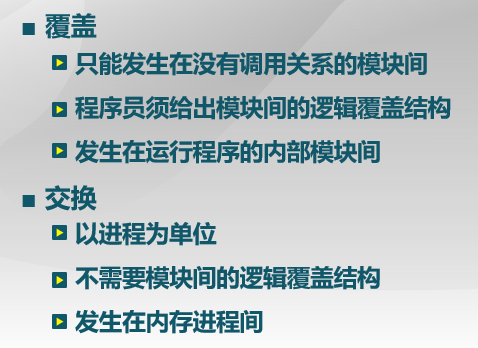 覆盖
只能发生在没有调用关系的模块间
程序员须给出模块间的逻辑覆盖结构
发生在运行程序的内部模块间
交换
以进程为单位
不需要模块间的逻辑覆盖结构
发生在内存进程间